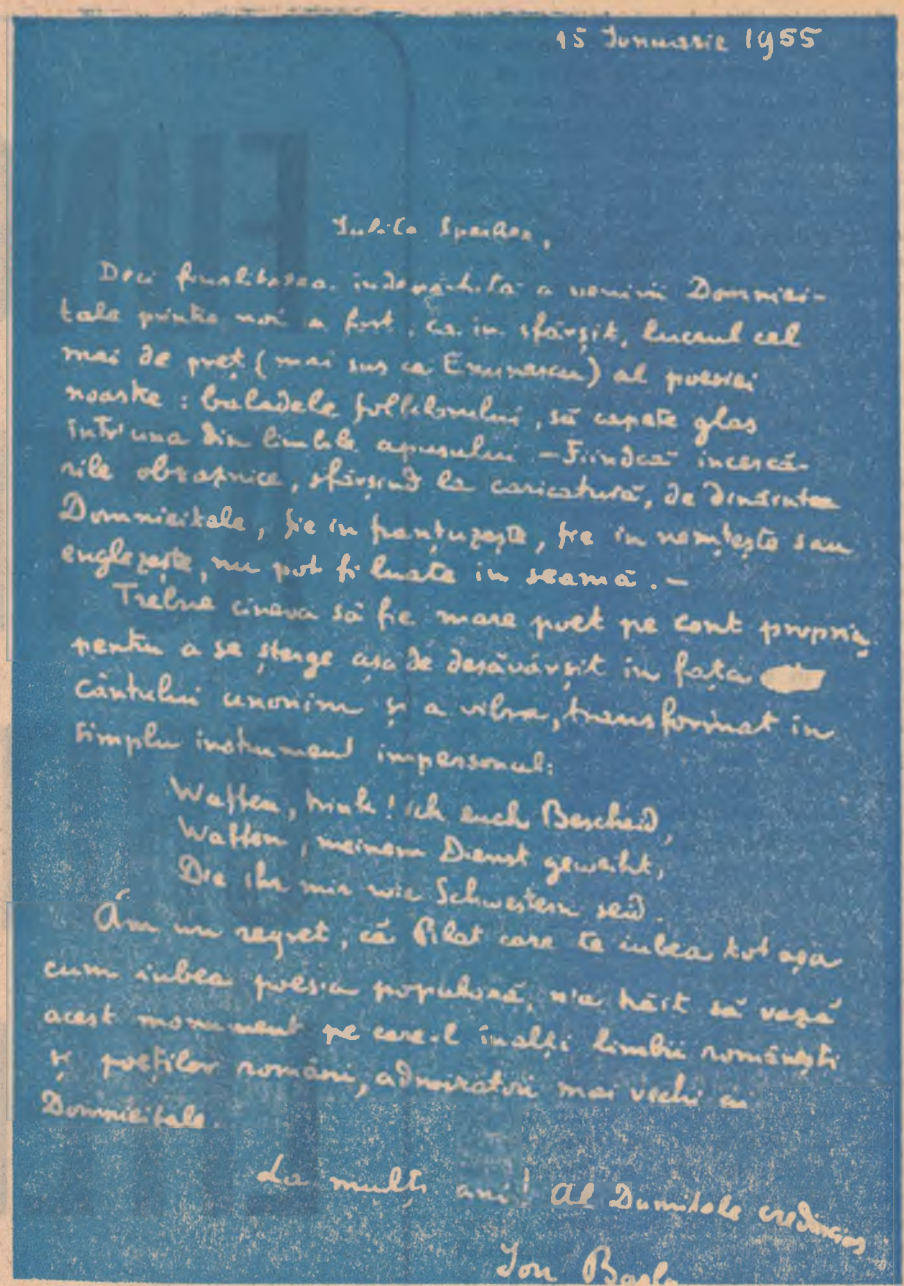 15 Ianuarie 1955
Iubite Sperber,
Deci finalitatea îndepărtată a venirii Domniei-
tale printre noi a fost, ca în sfârșit, lucrul cel
mai de preț (mai sus ca Eminescu) al poesiei
noastre: baladele folklorului, să capete glas
într'una din limbile apusului – Fiindcă încercă-
rile obraznice, sfârșind la caricatură, de dinaintea
Domnieitale, fie în franțuzește, fie în nemțește sau
englezește, nu pot fi luate în seamă. –
Trebue cineva să fie mare poet pe cont propriu
pentru a se șterge așa de desăvârșit în fața
cântului anonim și a vibra, transformat in
simplu instrument impersonal:
Waffen, trink! ich euch Bescheid,
Waffen, meinem Dienst geweiht,
Die ihr mir wie Schwestern seid.
Am un regret, că Pilat care te iubea tot așa
cum iubea poesia populară, n'a trăit să vază
acest monument pe care-l înalți limbii românești
și poeților români, admiratori mai vechi ai
Domnieitale.
La mulți ani! Al Dumitale credincios
Ion Barbu